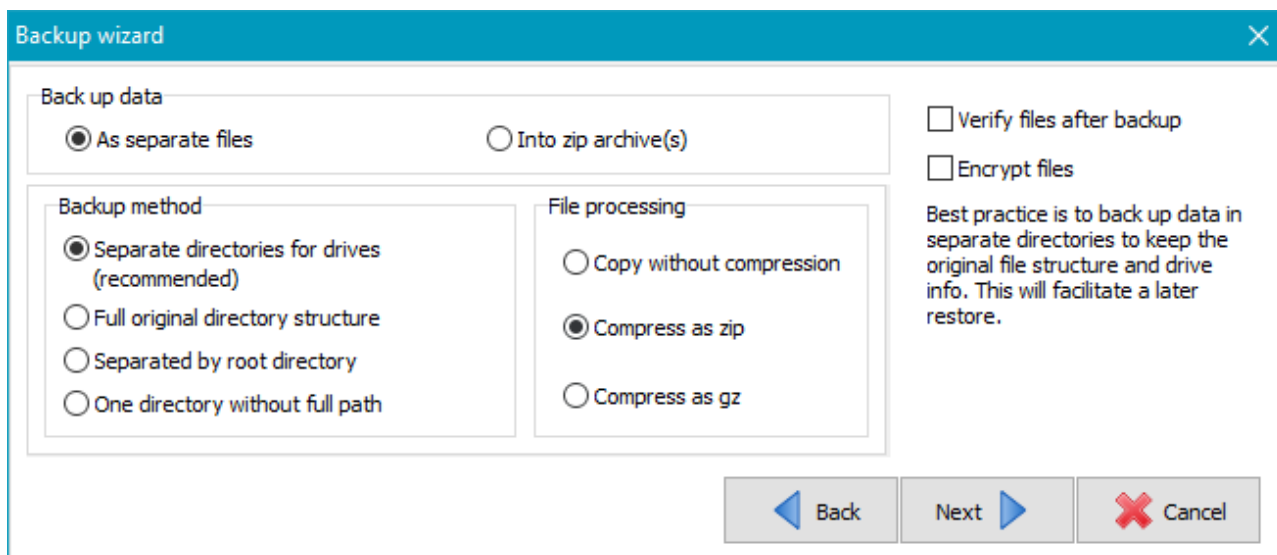 Backup wizard
Back up data
As separate files
Into zip archive(s)
Verify files after backup
Encrypt files
Backup method
Separate directories for drives
(recommended)
Full original directory structure
Separated by root directory
One directory without full path
File processing
Copy without compression
Compress as zip
Compress as gz
Best practice is to back up data in
separate directories to keep the
original file structure and drive
info. This will facilitate a later
restore.
Back
Next
Cancel